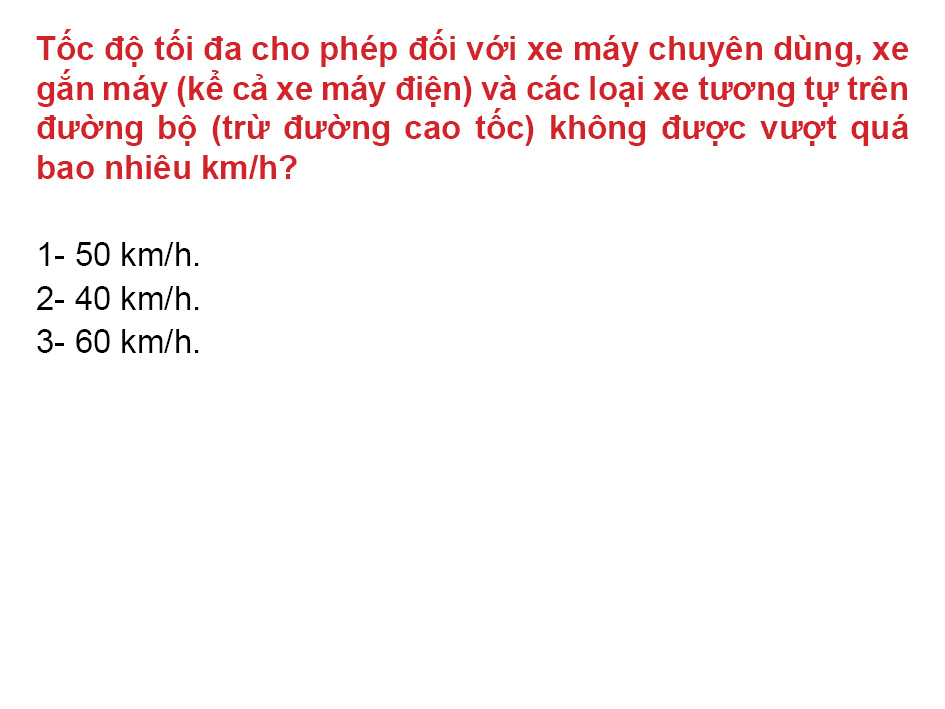 Tốc độ tối đa cho phép đối với xe máy chuyên dùng, xe
gắn máy (kể cả xe máy điện) và các loại xe tương tự trên
đường bộ (trừ đường cao tốc) không được vượt quá
bao nhiêu km/h?
1- 50 km/h.
2- 40 km/h.
3- 60 km/h.